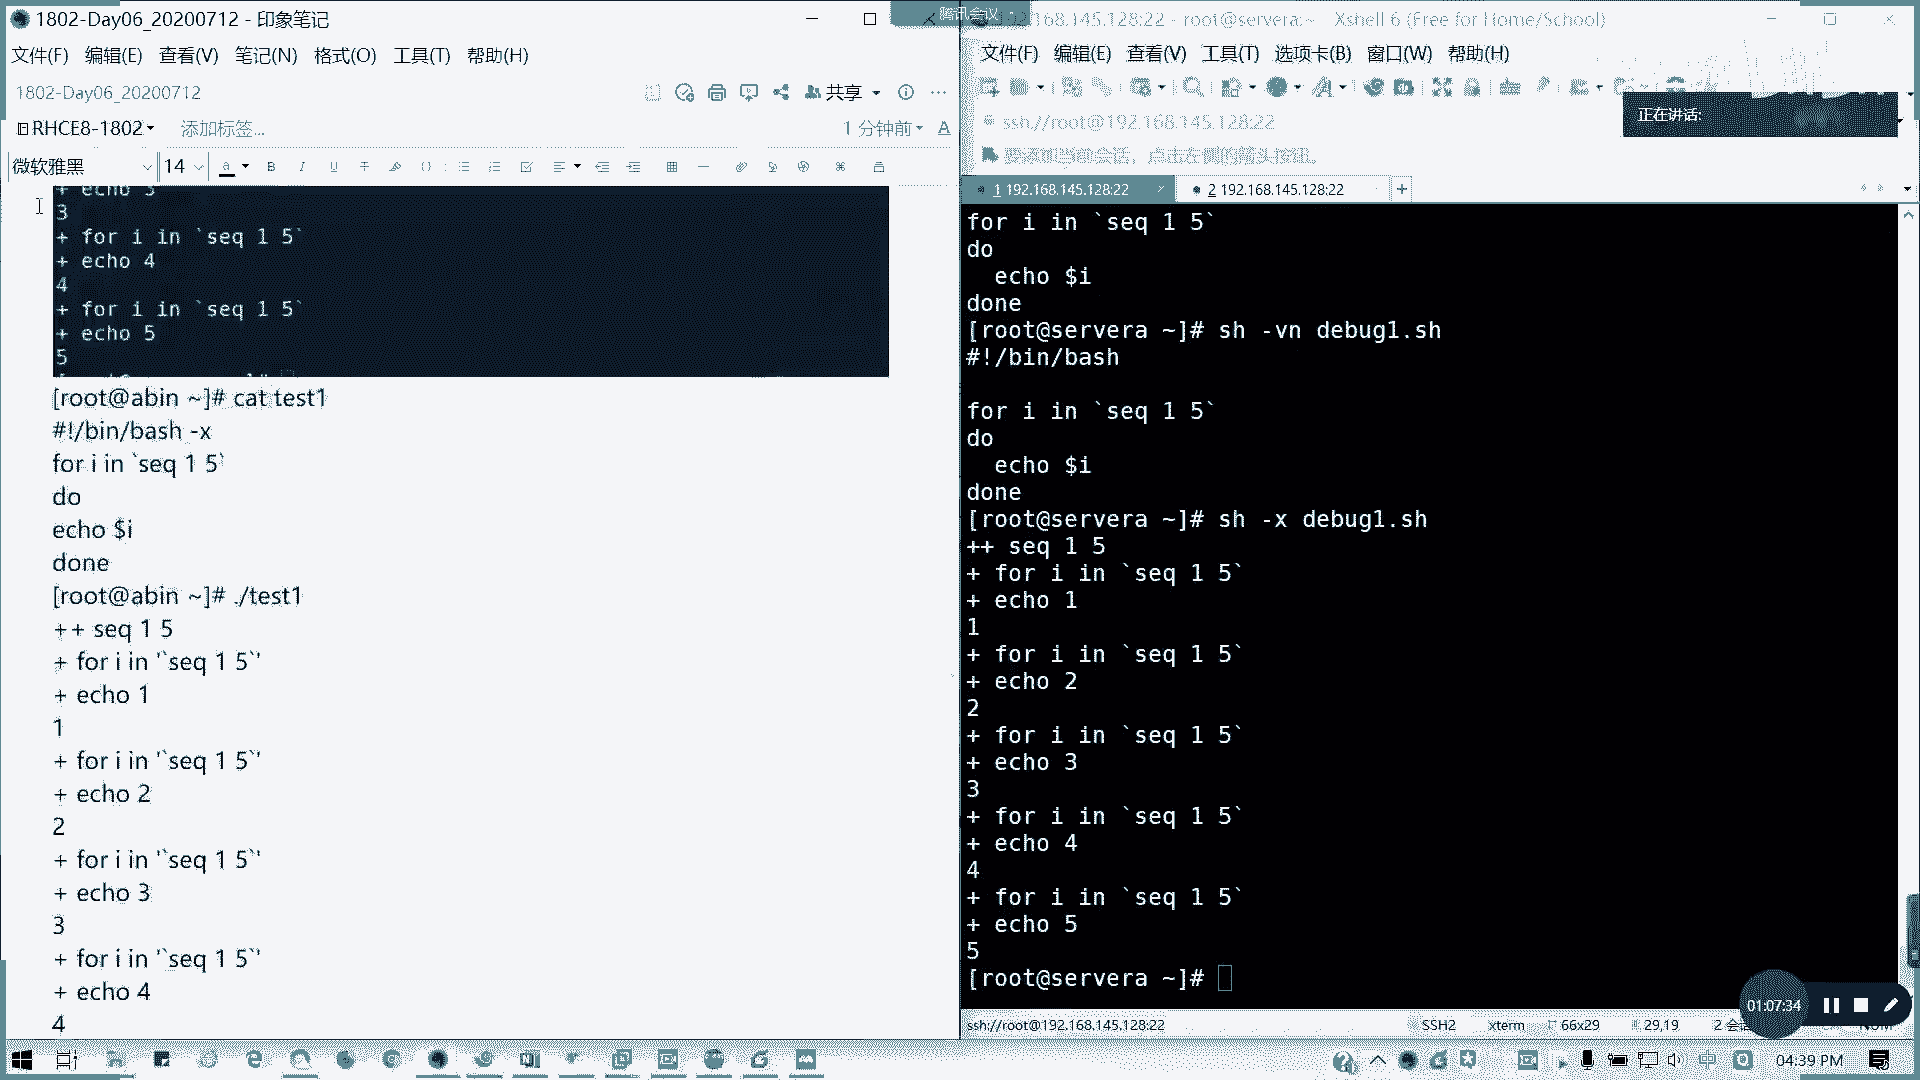 1802-Day06_20200712 - 印象笔记
文件(F) 编辑(E) 查看(V) 笔记(N) 格式(O) 工具(T) 帮助(H)
1802-Day06_20200712
共享
RHCE8-1802
添加标签...
1 分钟前
微软雅黑 14
+ echo 3
3
+ for i in `seq 1 5`
+ echo 4
4
+ for i in `seq 1 5`
+ echo 5
5
[root@abin ~]# cat test1
#!/bin/bash -x
for i in `seq 1 5`
do
echo $i
done
[root@abin ~]# ./test1
++ seq 1 5
+ for i in '`seq 1 5`'
+ echo 1
1
+ for i in '`seq 1 5`'
+ echo 2
2
+ for i in '`seq 1 5`'
+ echo 3
3
+ for i in '`seq 1 5`'
+ echo 4
4
腾讯会议
192.168.145.128:22 - root@servera:~ - Xshell 6 (Free for Home/School)
文件(F) 编辑(E) 查看(V) 工具(T) 选项卡(B) 窗口(W) 帮助(H)
ssh://root@192.168.145.128:22
正在讲话:
要添加当前会话，点击左侧的箭头按钮。
1 192.168.145.128:22
2 192.168.145.128:22
for i in `seq 1 5`
do
echo $i
done
[root@servera ~]# sh -vn debug1.sh
#!/bin/bash
for i in `seq 1 5`
do
echo $i
done
[root@servera ~]# sh -x debug1.sh
++ seq 1 5
+ for i in `seq 1 5`
+ echo 1
1
+ for i in `seq 1 5`
+ echo 2
2
+ for i in `seq 1 5`
+ echo 3
3
+ for i in `seq 1 5`
+ echo 4
4
+ for i in `seq 1 5`
+ echo 5
5
[root@servera ~]#
01:07:34
ssh://root@192.168.145.128:22
SSH2 xterm 66x29 29,19
04:39 PM